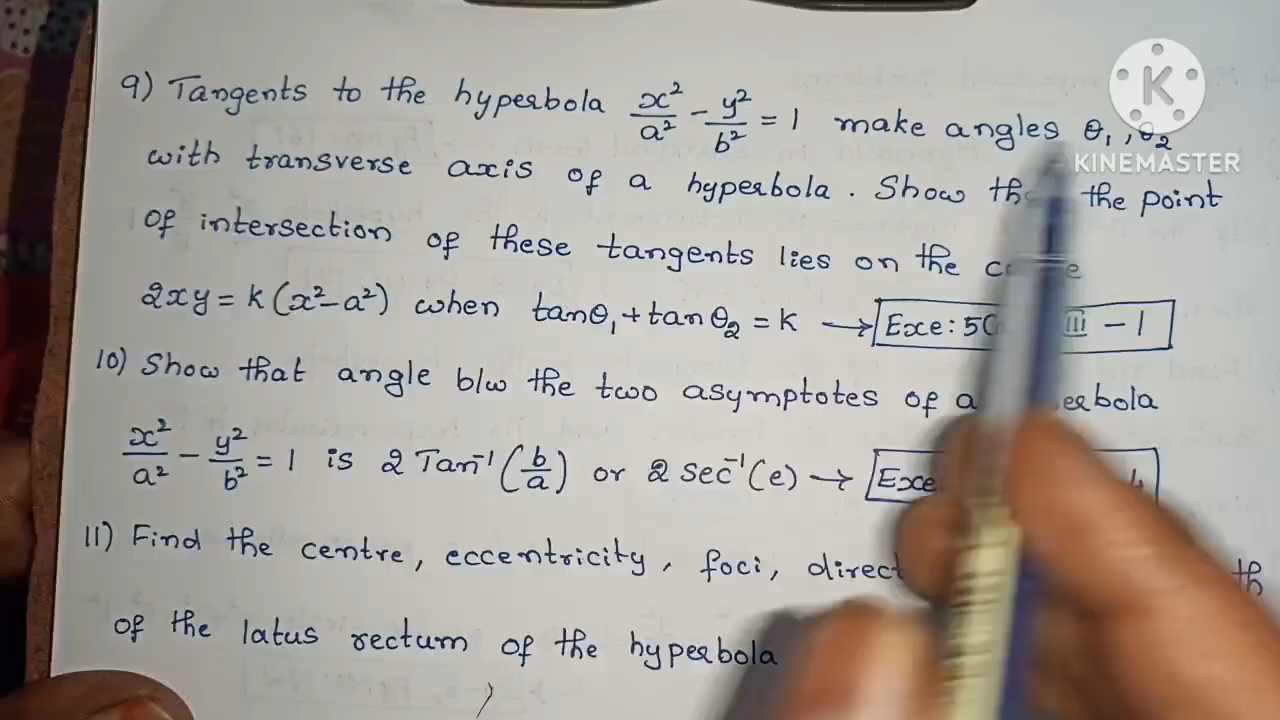 K
KINEMASTER
9) Tangents to the hyperbola x²/a² - y²/b² = 1 make angles θ₁, θ₂
with transverse axis of a hyperbola. Show the point
of intersection of these tangents lies on the
2xy = k(x²-a²) when tanθ₁ + tanθ₂ = k → Exe: 5 III - 1
10) Show that angle b/w the two asymptotes of a
x²/a² - y²/b² = 1 is 2 Tan⁻¹(b/a) or 2 sec⁻¹(e) → Exe
11) Find the centre, eccentricity, foci,
of the latus rectum of the hyperbola